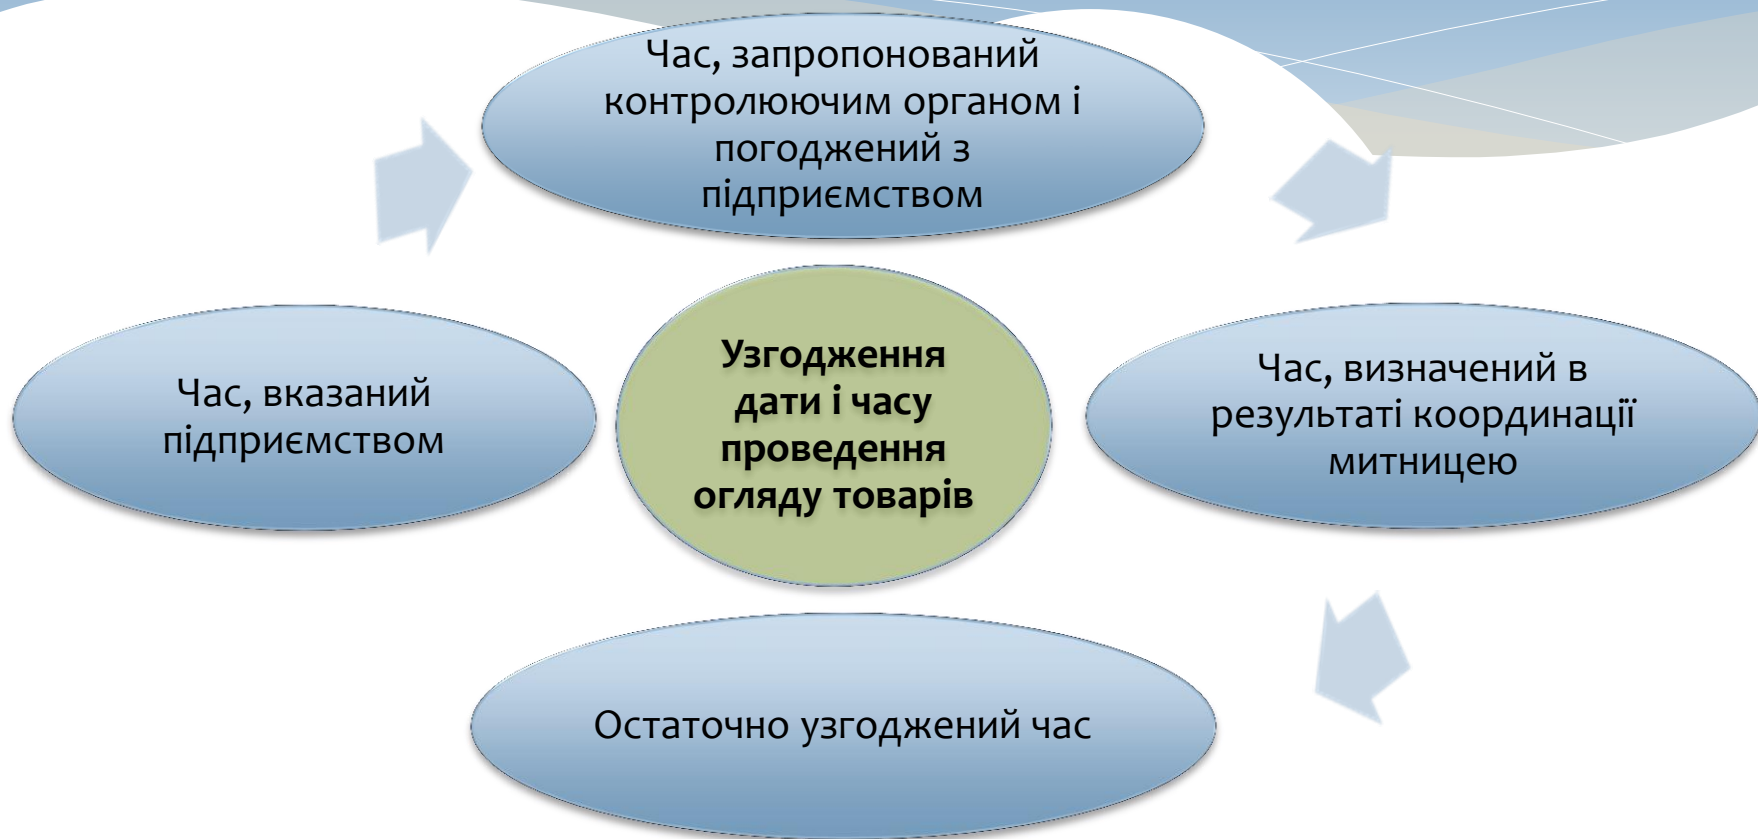 Час, запропонований
контролюючим органом і
погоджений з
підприємством
Час, вказаний
підприємством
Узгодження
дати і часу
проведення
огляду товарів
Час, визначений в
результаті координації
митницею
Остаточно узгоджений час